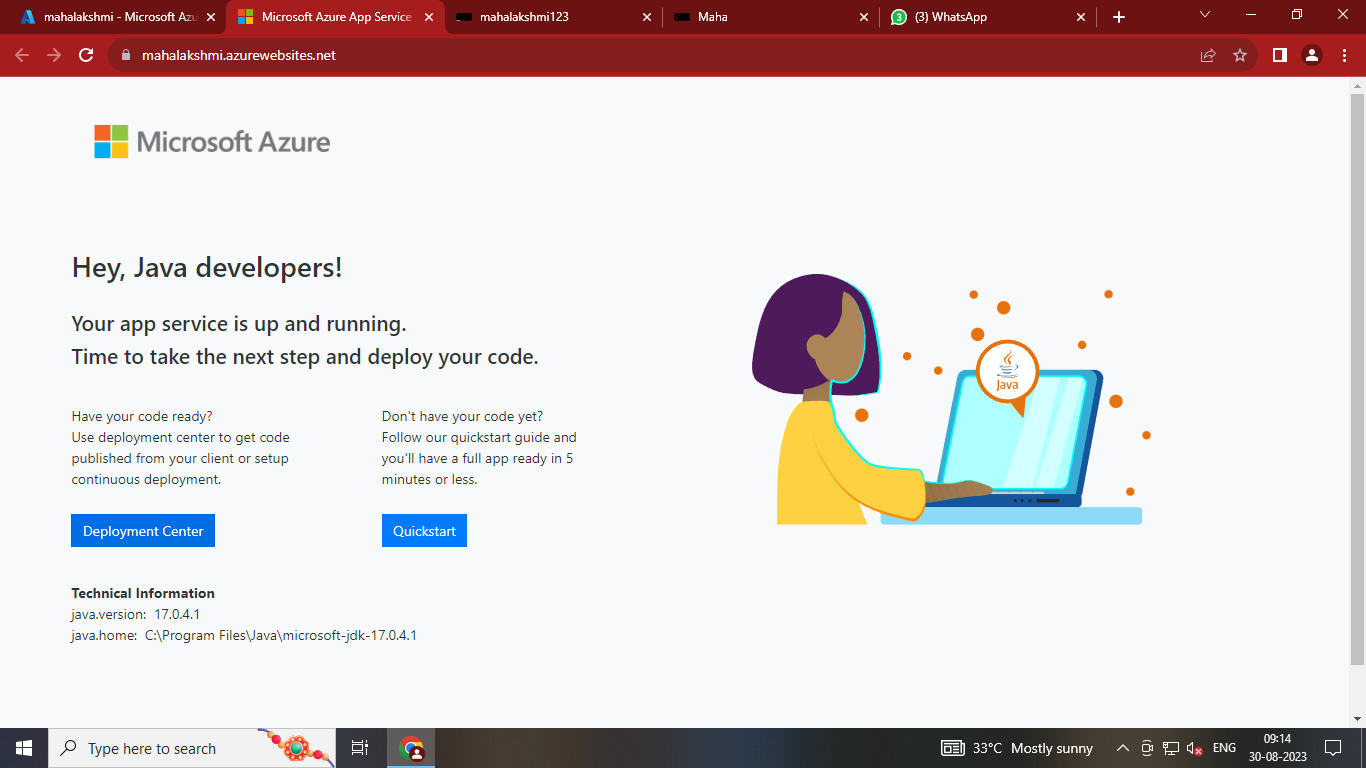 mahalakshmi - Microsoft Azu
Microsoft Azure App Service
mahalakshmi123
Maha
(3) WhatsApp
mahalakshmi.azurewebsites.net
Microsoft Azure
Hey, Java developers!
Your app service is up and running.
Time to take the next step and deploy your code.
Have your code ready?
Use deployment center to get code
published from your client or setup
continuous deployment.
Deployment Center
Don't have your code yet?
Follow our quickstart guide and
you'll have a full app ready in 5
minutes or less.
Quickstart
Java
Technical Information
java.version: 17.0.4.1
java.home: C:\Program Files\Java\microsoft-jdk-17.0.4.1
Type here to search
33°C Mostly sunny
ENG
09:14
30-08-2023